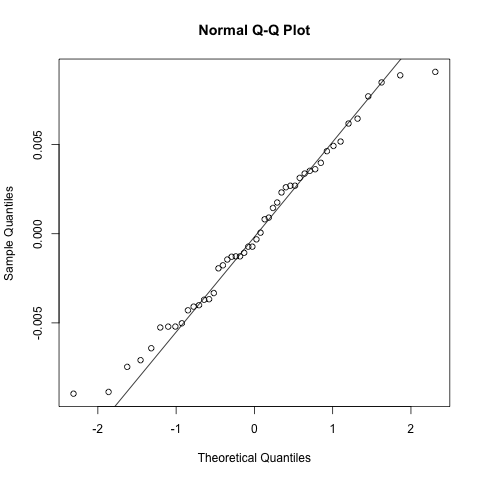 Normal Q-Q Plot
Sample Quantiles
0.005
0.000
-0.005
-2 -1 0 1 2
Theoretical Quantiles